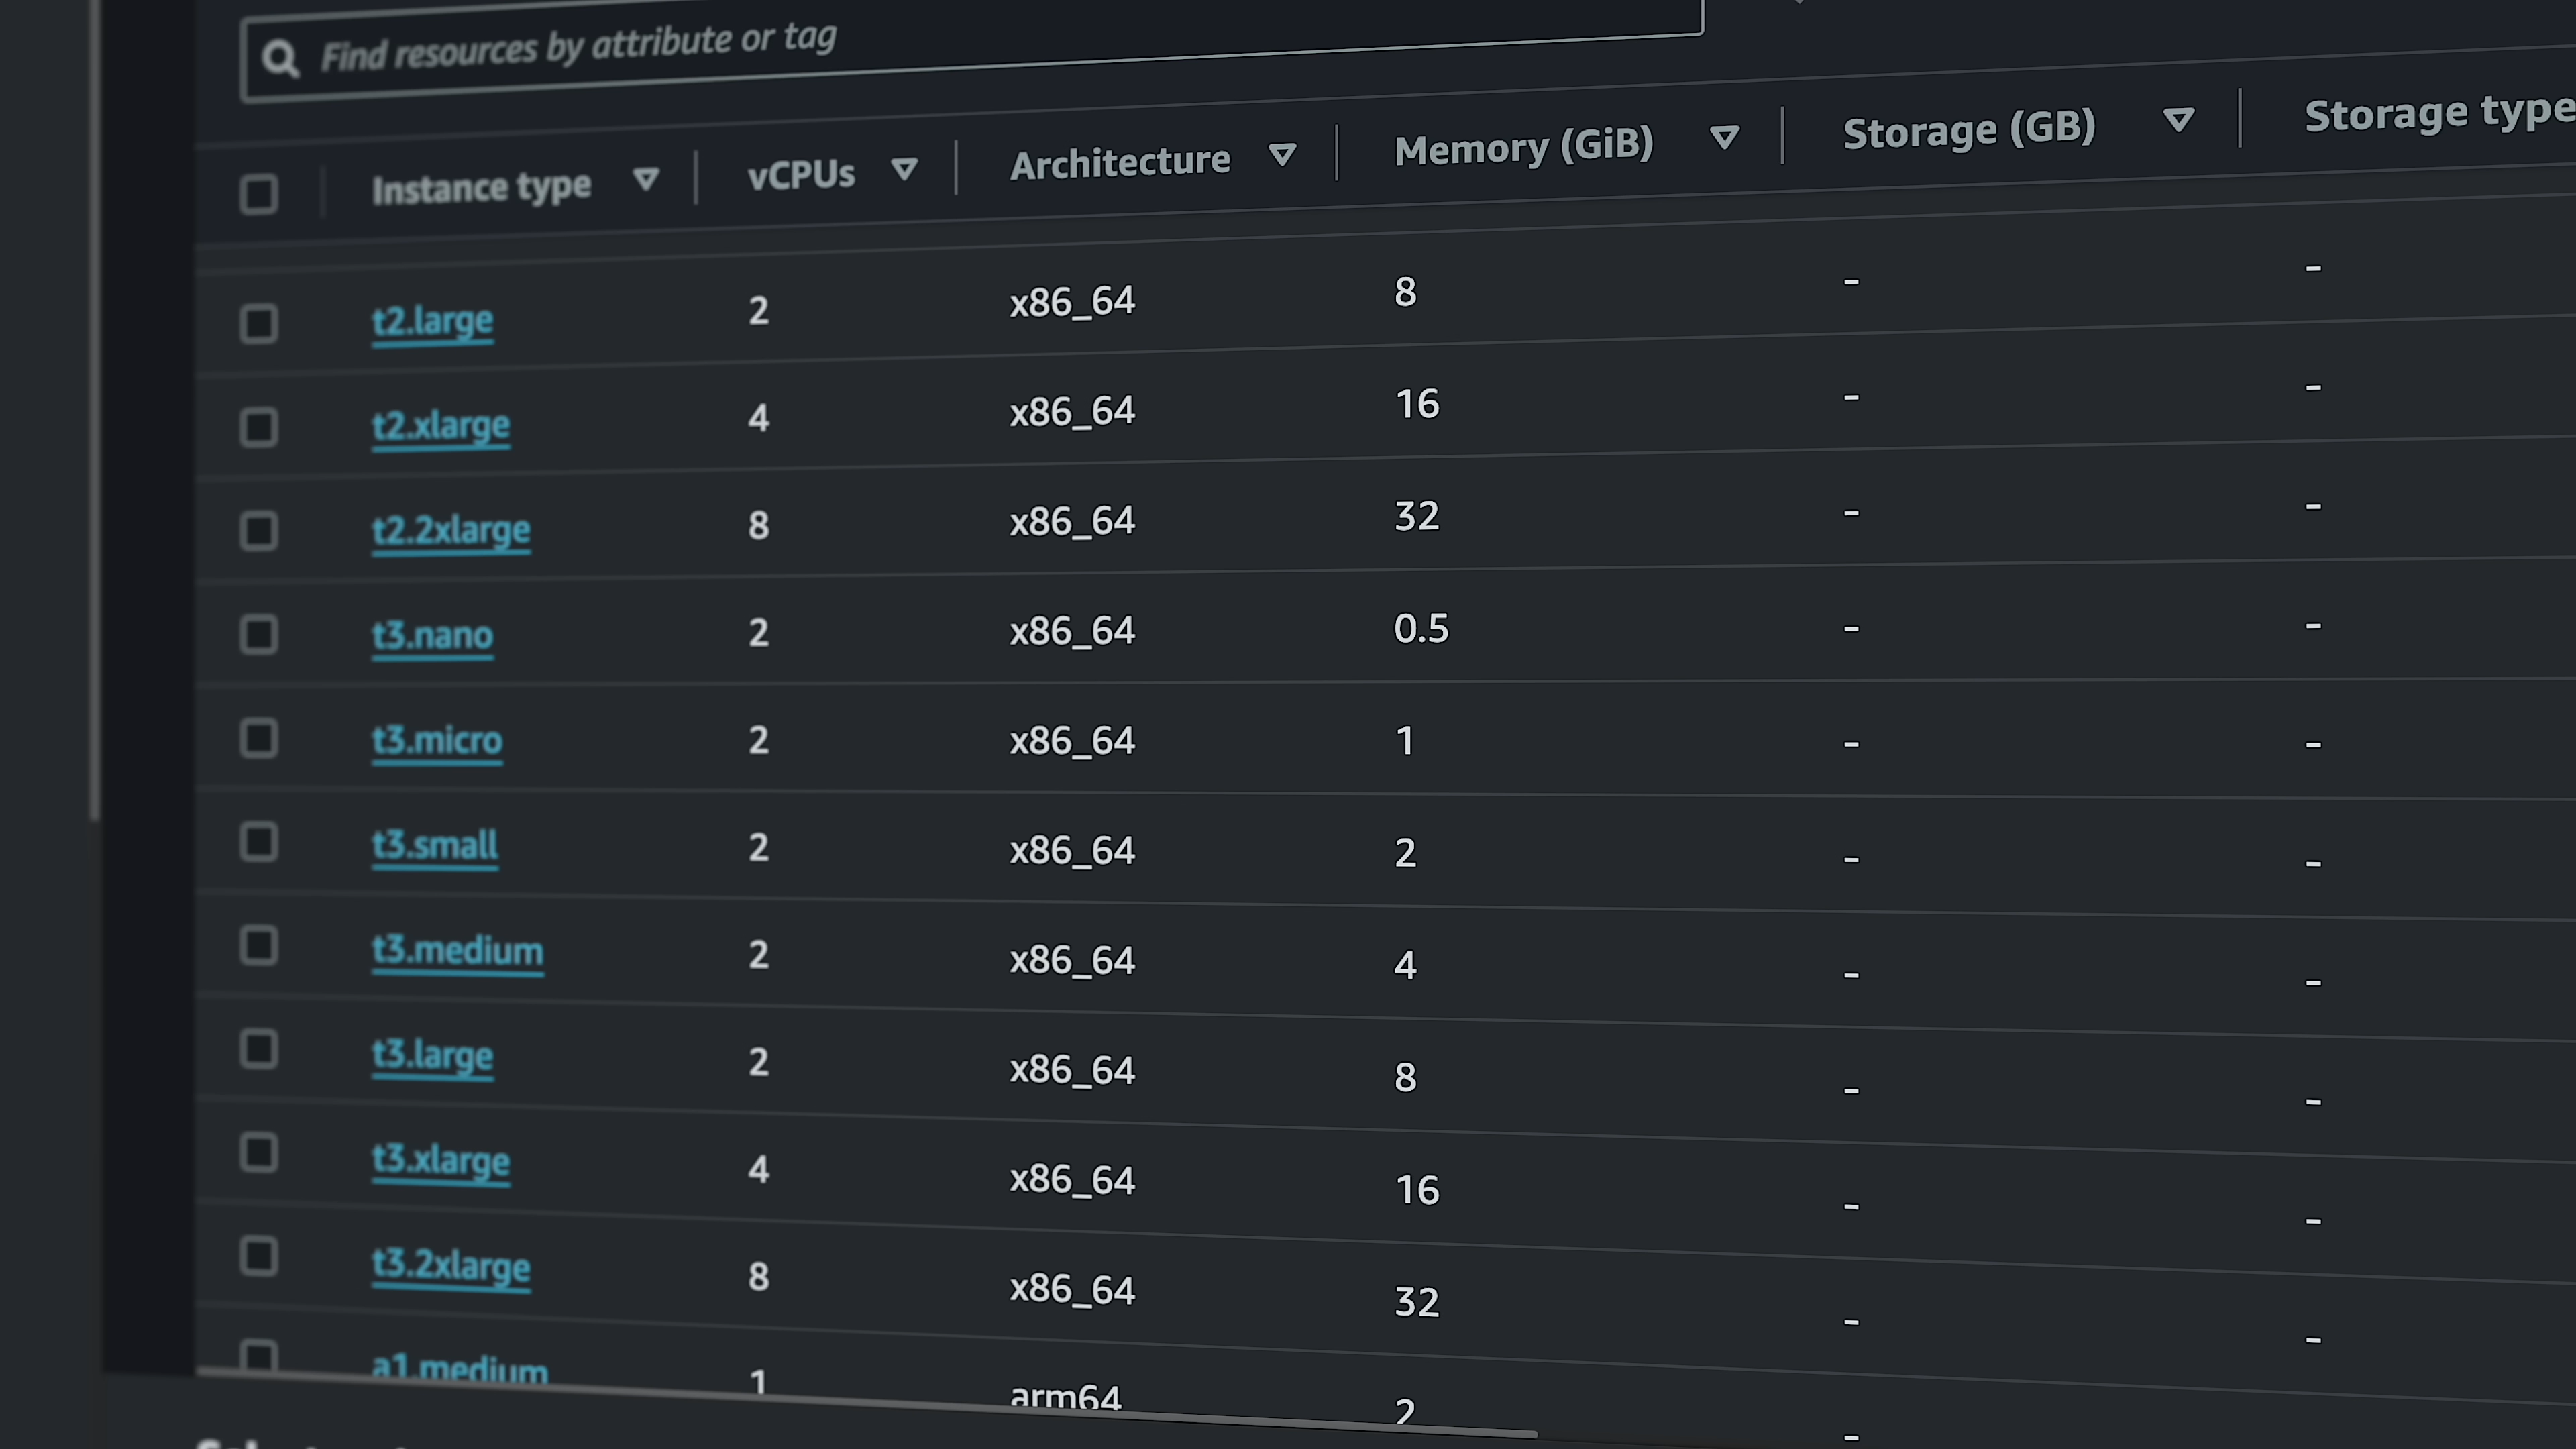 Find resources by attribute or tag
Instance type vCPUs Architecture Memory (GiB) Storage (GB) Storage type
t2.large 2 x86_64 8 - -
t2.xlarge 4 x86_64 16 - -
t2.2xlarge 8 x86_64 32 - -
t3.nano 2 x86_64 0.5 - -
t3.micro 2 x86_64 1 - -
t3.small 2 x86_64 2 - -
t3.medium 2 x86_64 4 - -
t3.large 2 x86_64 8 - -
t3.xlarge 4 x86_64 16 - -
t3.2xlarge 8 x86_64 32 - -
a1.medium 1 arm64 2 -